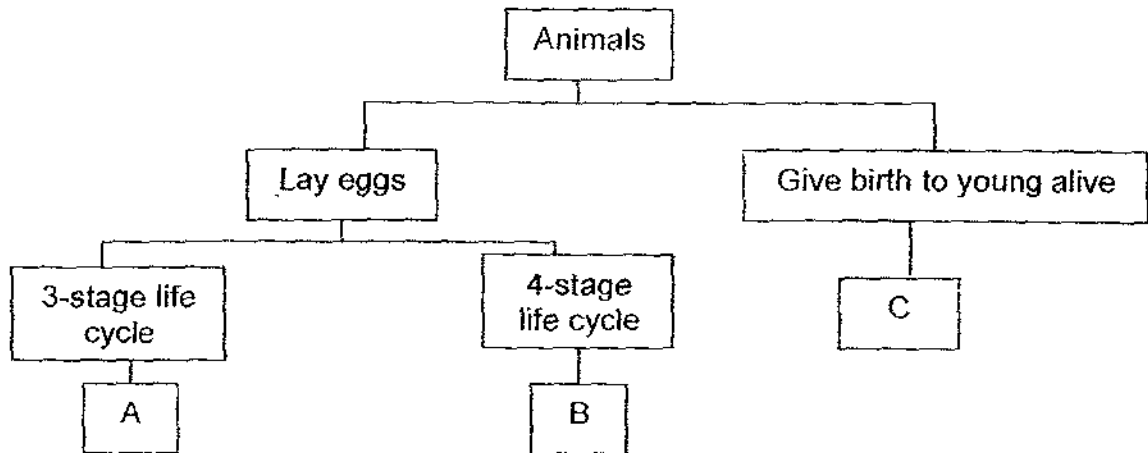 Animals
Lay eggs
Give birth to young alive
3-stage life
cycle
4-stage
life cycle
C
A
B